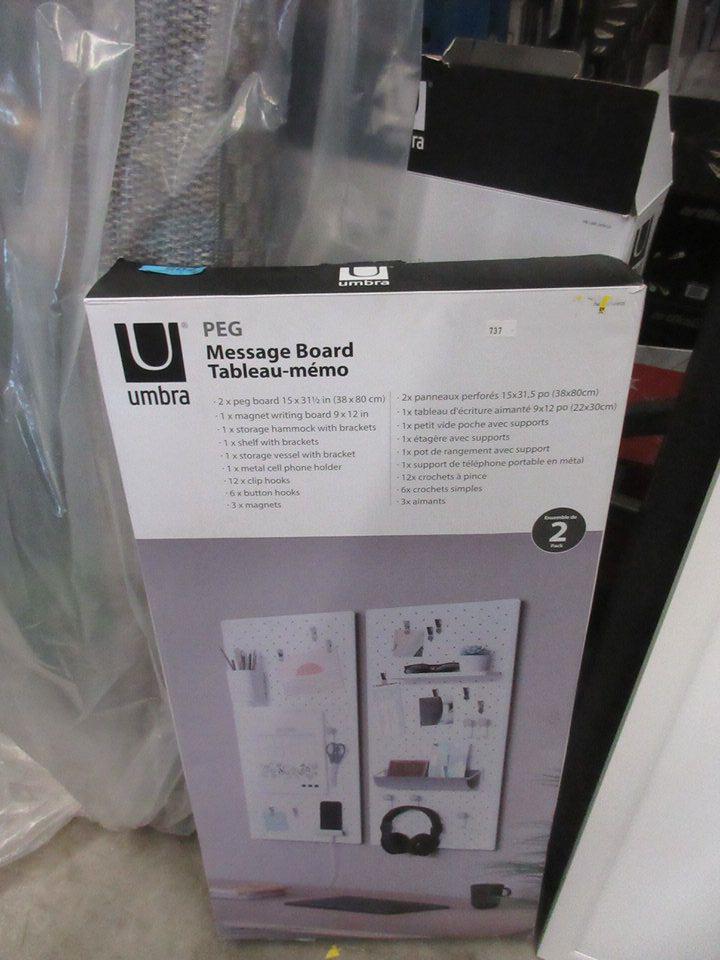 ra
umbra
737
umbra
PEG
Message Board
Tableau-mémo
· 2 x peg board 15 x 31½ in (38 x 80 cm)
· 1 x magnet writing board 9 x 12 in
· 1 x storage hammock with brackets
· 1 x shelf with brackets
· 1 x storage vessel with bracket
· 1 x metal cell phone holder
· 12 x clip hooks
· 6 x button hooks
· 3 x magnets
· 2x panneaux perforés 15x31,5 po (38x80cm)
· 1x tableau d'écriture aimanté 9x12 po (22x30cm)
· 1x petit vide poche avec supports
· 1x étagère avec supports
· 1x pot de rangement avec support
· 1x support de téléphone portable en métal
· 12x crochets à pince
· 6x crochets simples
· 3x aimants
Ensemble de
2
Pack